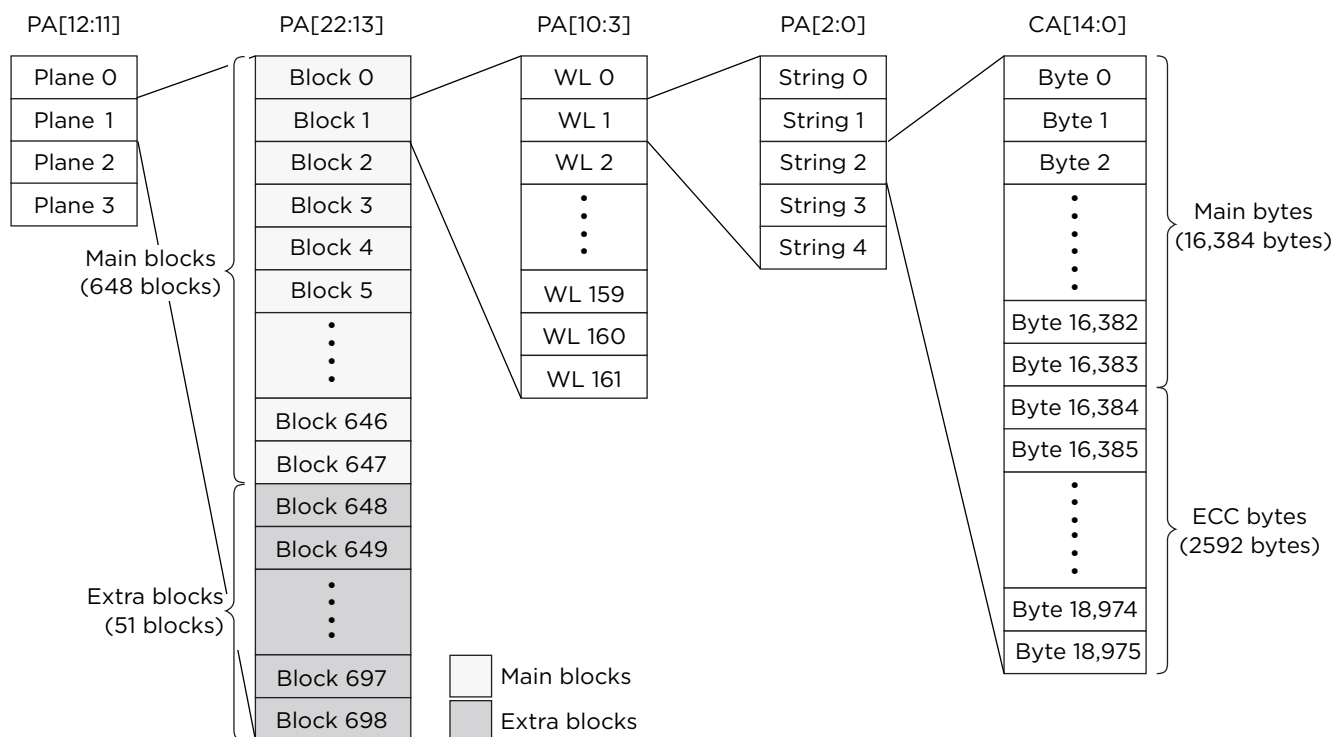 PA[12:11]
Plane 0
Plane 1
Plane 2
Plane 3
PA[22:13]
Block 0
Block 1
Block 2
Block 3
Block 4
Block 5
Block 646
Block 647
Block 648
Block 649
Block 697
Block 698
Main blocks
(648 blocks)
Extra blocks
(51 blocks)
PA[10:3]
WL 0
WL 1
WL 2
WL 159
WL 160
WL 161
PA[2:0]
String 0
String 1
String 2
String 3
String 4
CA[14:0]
Byte 0
Byte 1
Byte 2
Byte 16,382
Byte 16,383
Byte 16,384
Byte 16,385
Byte 18,974
Byte 18,975
Main bytes
(16,384 bytes)
ECC bytes
(2592 bytes)
Main blocks
Extra blocks